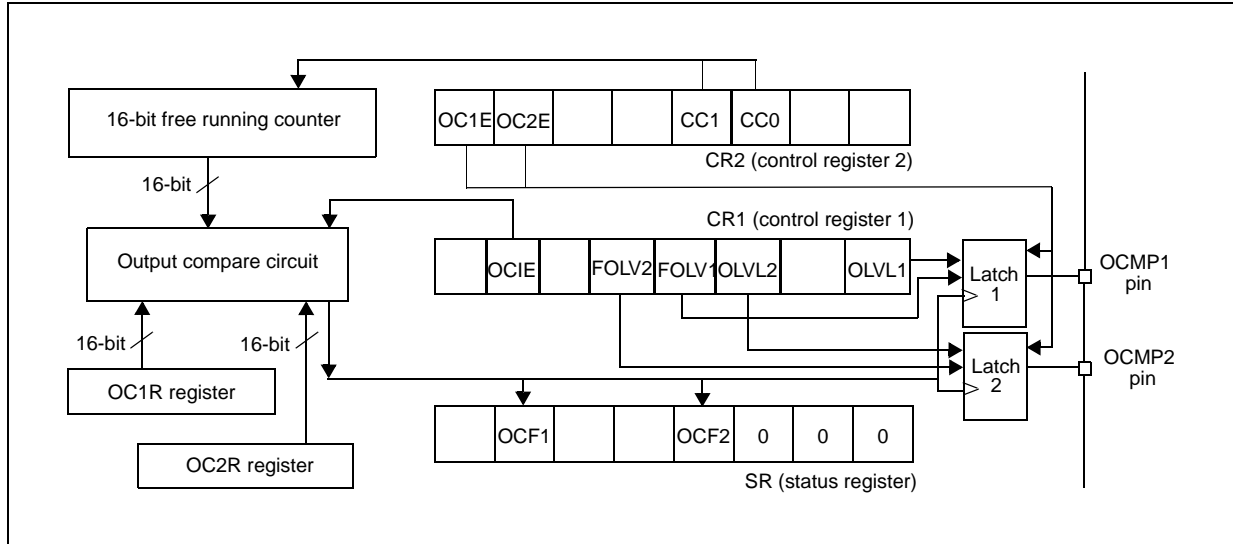 16-bit free running counter
OC1E OC2E CC1 CC0
CR2 (control register 2)
16-bit
CR1 (control register 1)
Output compare circuit
OCIE FOLV2 FOLV1 OLVL2 OLVL1
Latch
1
OCMP1
pin
16-bit
16-bit
OC1R register
Latch
2
OCMP2
pin
OCF1 OCF2 0 0 0
OC2R register
SR (status register)